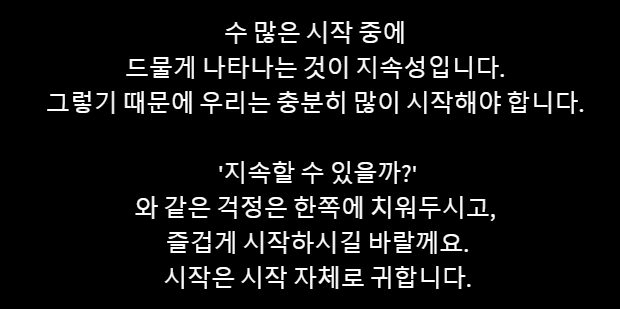 수 많은 시작 중에
드물게 나타나는 것이 지속성입니다.
그렇기 때문에 우리는 충분히 많이 시작해야 합니다.
'지속할 수 있을까?'
와 같은 걱정은 한쪽에 치워두시고,
즐겁게 시작하시길 바랄께요.
시작은 시작 자체로 귀합니다.